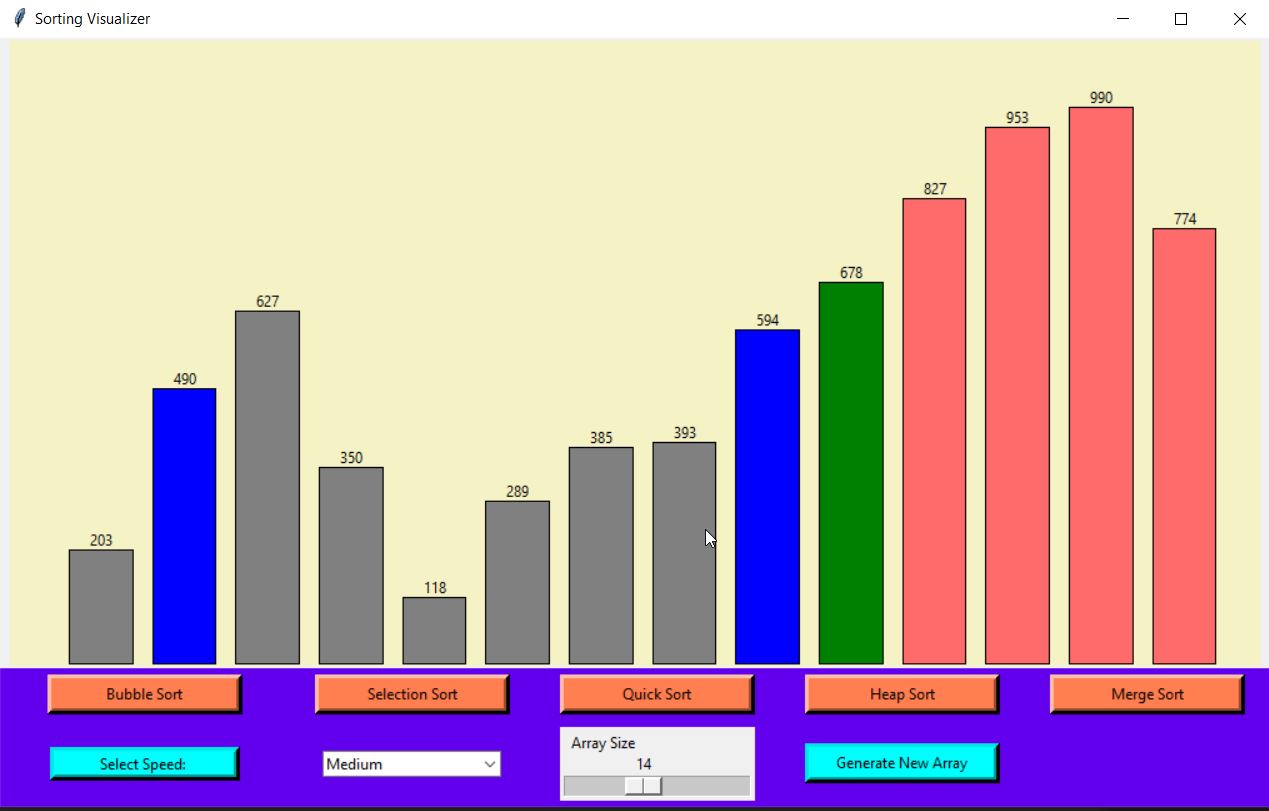 Sorting Visualizer
990
953
827
774
678
627
594
490
350
393
385
289
203
118
Bubble Sort
Selection Sort
Quick Sort
Heap Sort
Merge Sort
Array Size
Select Speed:
Medium
14
Generate New Array